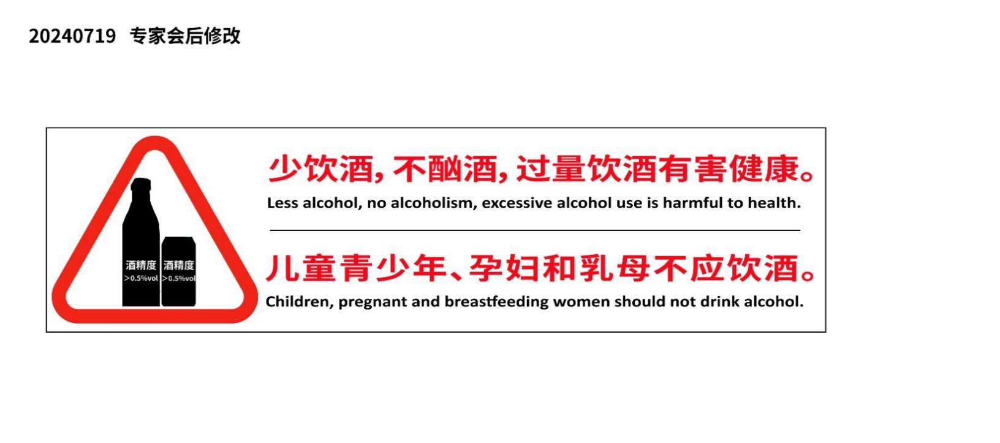 20240719 专家会后修改
少饮酒，不酗酒，过量饮酒有害健康。
Less alcohol, no alcoholism, excessive alcohol use is harmful to health.
儿童青少年、孕妇和乳母不应饮酒。
Children, pregnant and breastfeeding women should not drink alcohol.
酒精度 酒精度
＞0.5%vol ＞0.5%vol